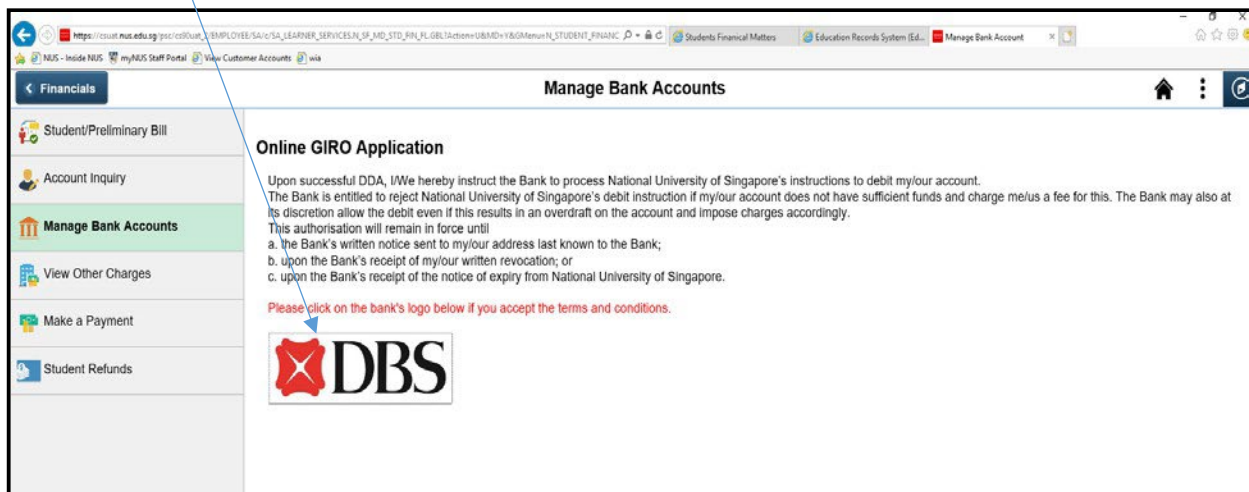 Students Finanical Matters
Education Records System (Ed...
Manage Bank Account
NUS - Inside NUS
myNUS Staff Portal
View Customer Accounts
wia
Financials
Manage Bank Accounts
Student/Preliminary Bill
Account Inquiry
Manage Bank Accounts
View Other Charges
Make a Payment
Student Refunds
Online GIRO Application
Upon successful DDA, I/We hereby instruct the Bank to process National University of Singapore's instructions to debit my/our account.
The Bank is entitled to reject National University of Singapore's debit instruction if my/our account does not have sufficient funds and charge me/us a fee for this. The Bank may also at
its discretion allow the debit even if this results in an overdraft on the account and impose charges accordingly.
This authorisation will remain in force until
a. the Bank's written notice sent to my/our address last known to the Bank;
b. upon the Bank's receipt of my/our written revocation; or
c. upon the Bank's receipt of the notice of expiry from National University of Singapore.
Please click on the bank's logo below if you accept the terms and conditions.
DBS